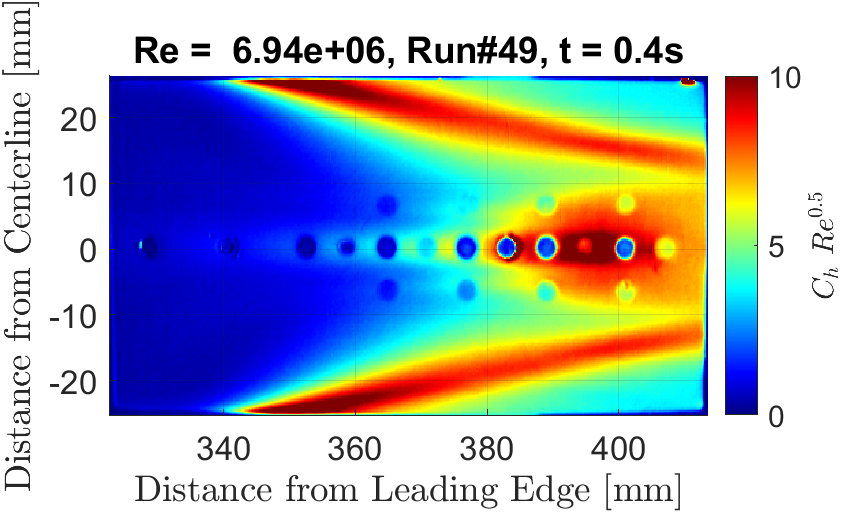 Re = 6.94e+06, Run#49, t = 0.4s
Distance from Centerline [mm]
20
10
0
-10
-20
340 360 380 400
Distance from Leading Edge [mm]
10
5
0
C_h Re^0.5